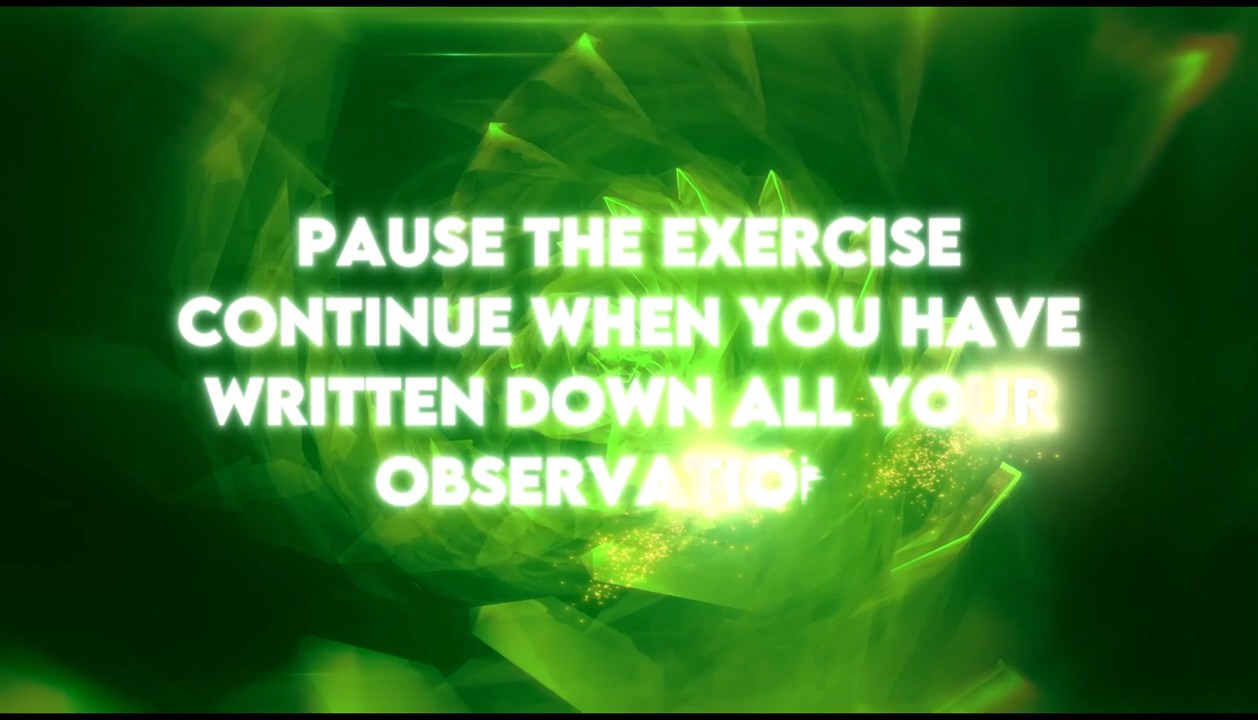 PAUSE THE EXERCISE
CONTINUE WHEN YOU HAVE
WRITTEN DOWN ALL YOUR
OBSERVATIO